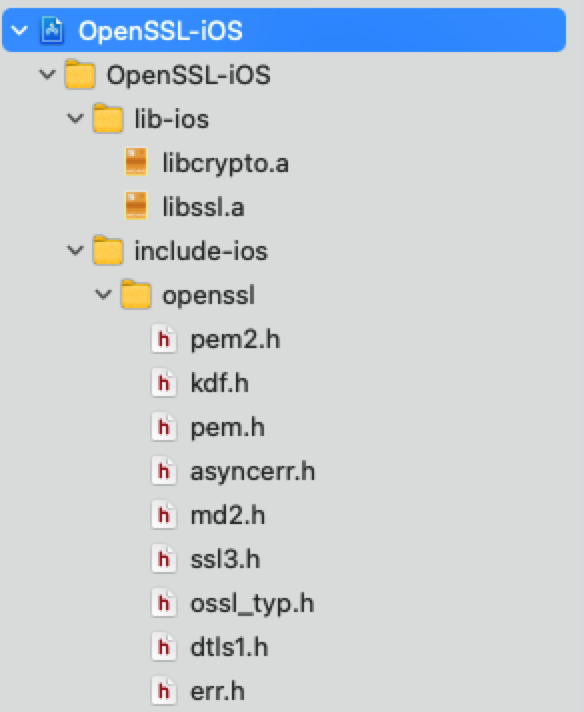 OpenSSL-iOS
OpenSSL-iOS
lib-ios
libcrypto.a
libssl.a
include-ios
openssl
h pem2.h
h kdf.h
h pem.h
h asyncerr.h
h md2.h
h ssl3.h
h ossl_typ.h
h dtls1.h
h err.h